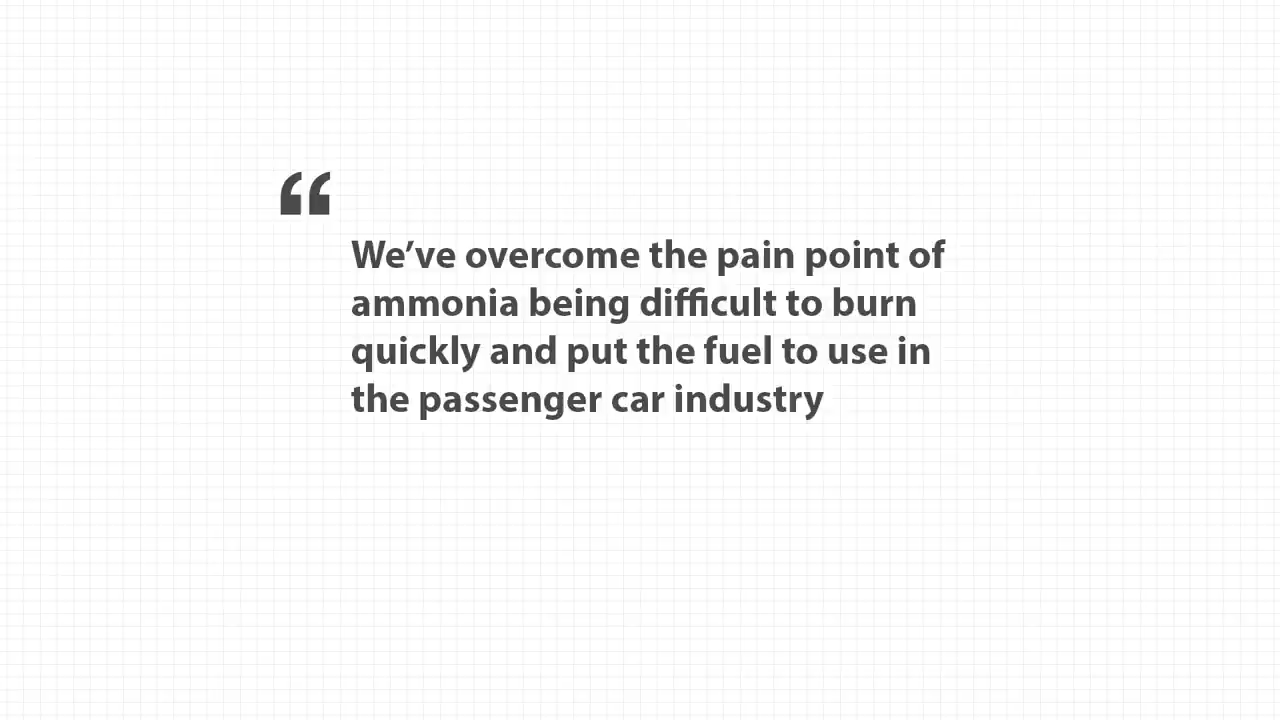 “
We’ve overcome the pain point of
ammonia being difficult to burn
quickly and put the fuel to use in
the passenger car industry